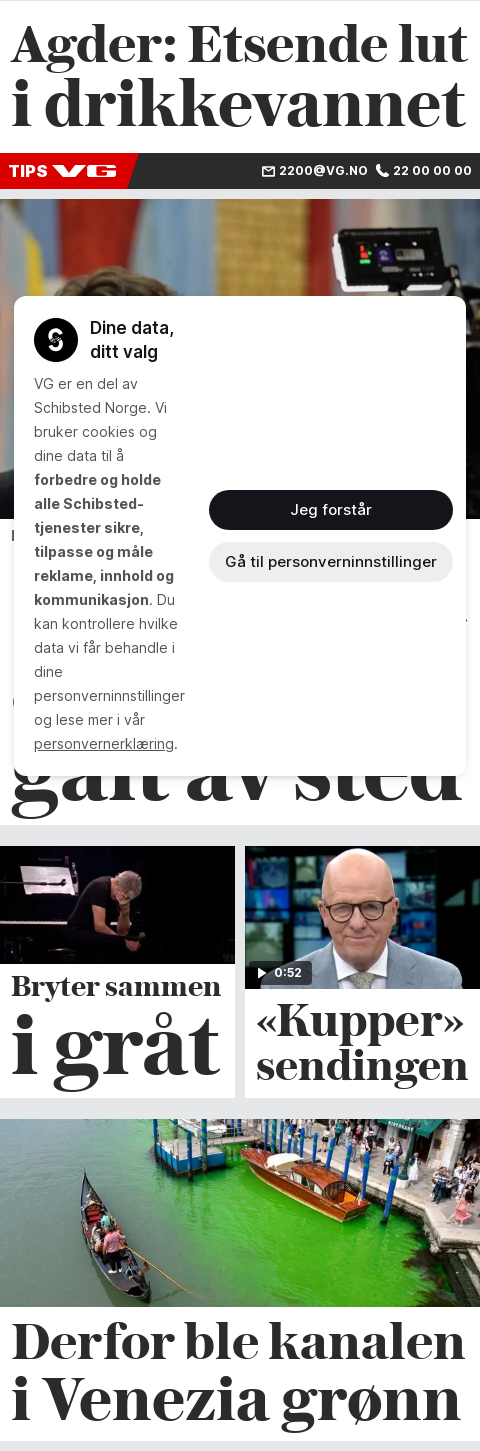 Agder: Etsende lut
i drikkevannet
TIPS VG
2200@VG.NO 22 00 00 00
Dine data,
ditt valg
VG er en del av
Schibsted Norge. Vi
bruker cookies og
dine data til å
forbedre og holde
alle Schibsted-
tjenester sikre,
tilpasse og måle
reklame, innhold og
kommunikasjon. Du
kan kontrollere hvilke
data vi får behandle i
dine
personverninnstillinger
og lese mer i vår
personvernerklæring.
Jeg forstår
Gå til personverninnstillinger
galt av sted
Bryter sammen
i gråt
0:52
«Kupper»
sendingen
Derfor ble kanalen
i Venezia grønn